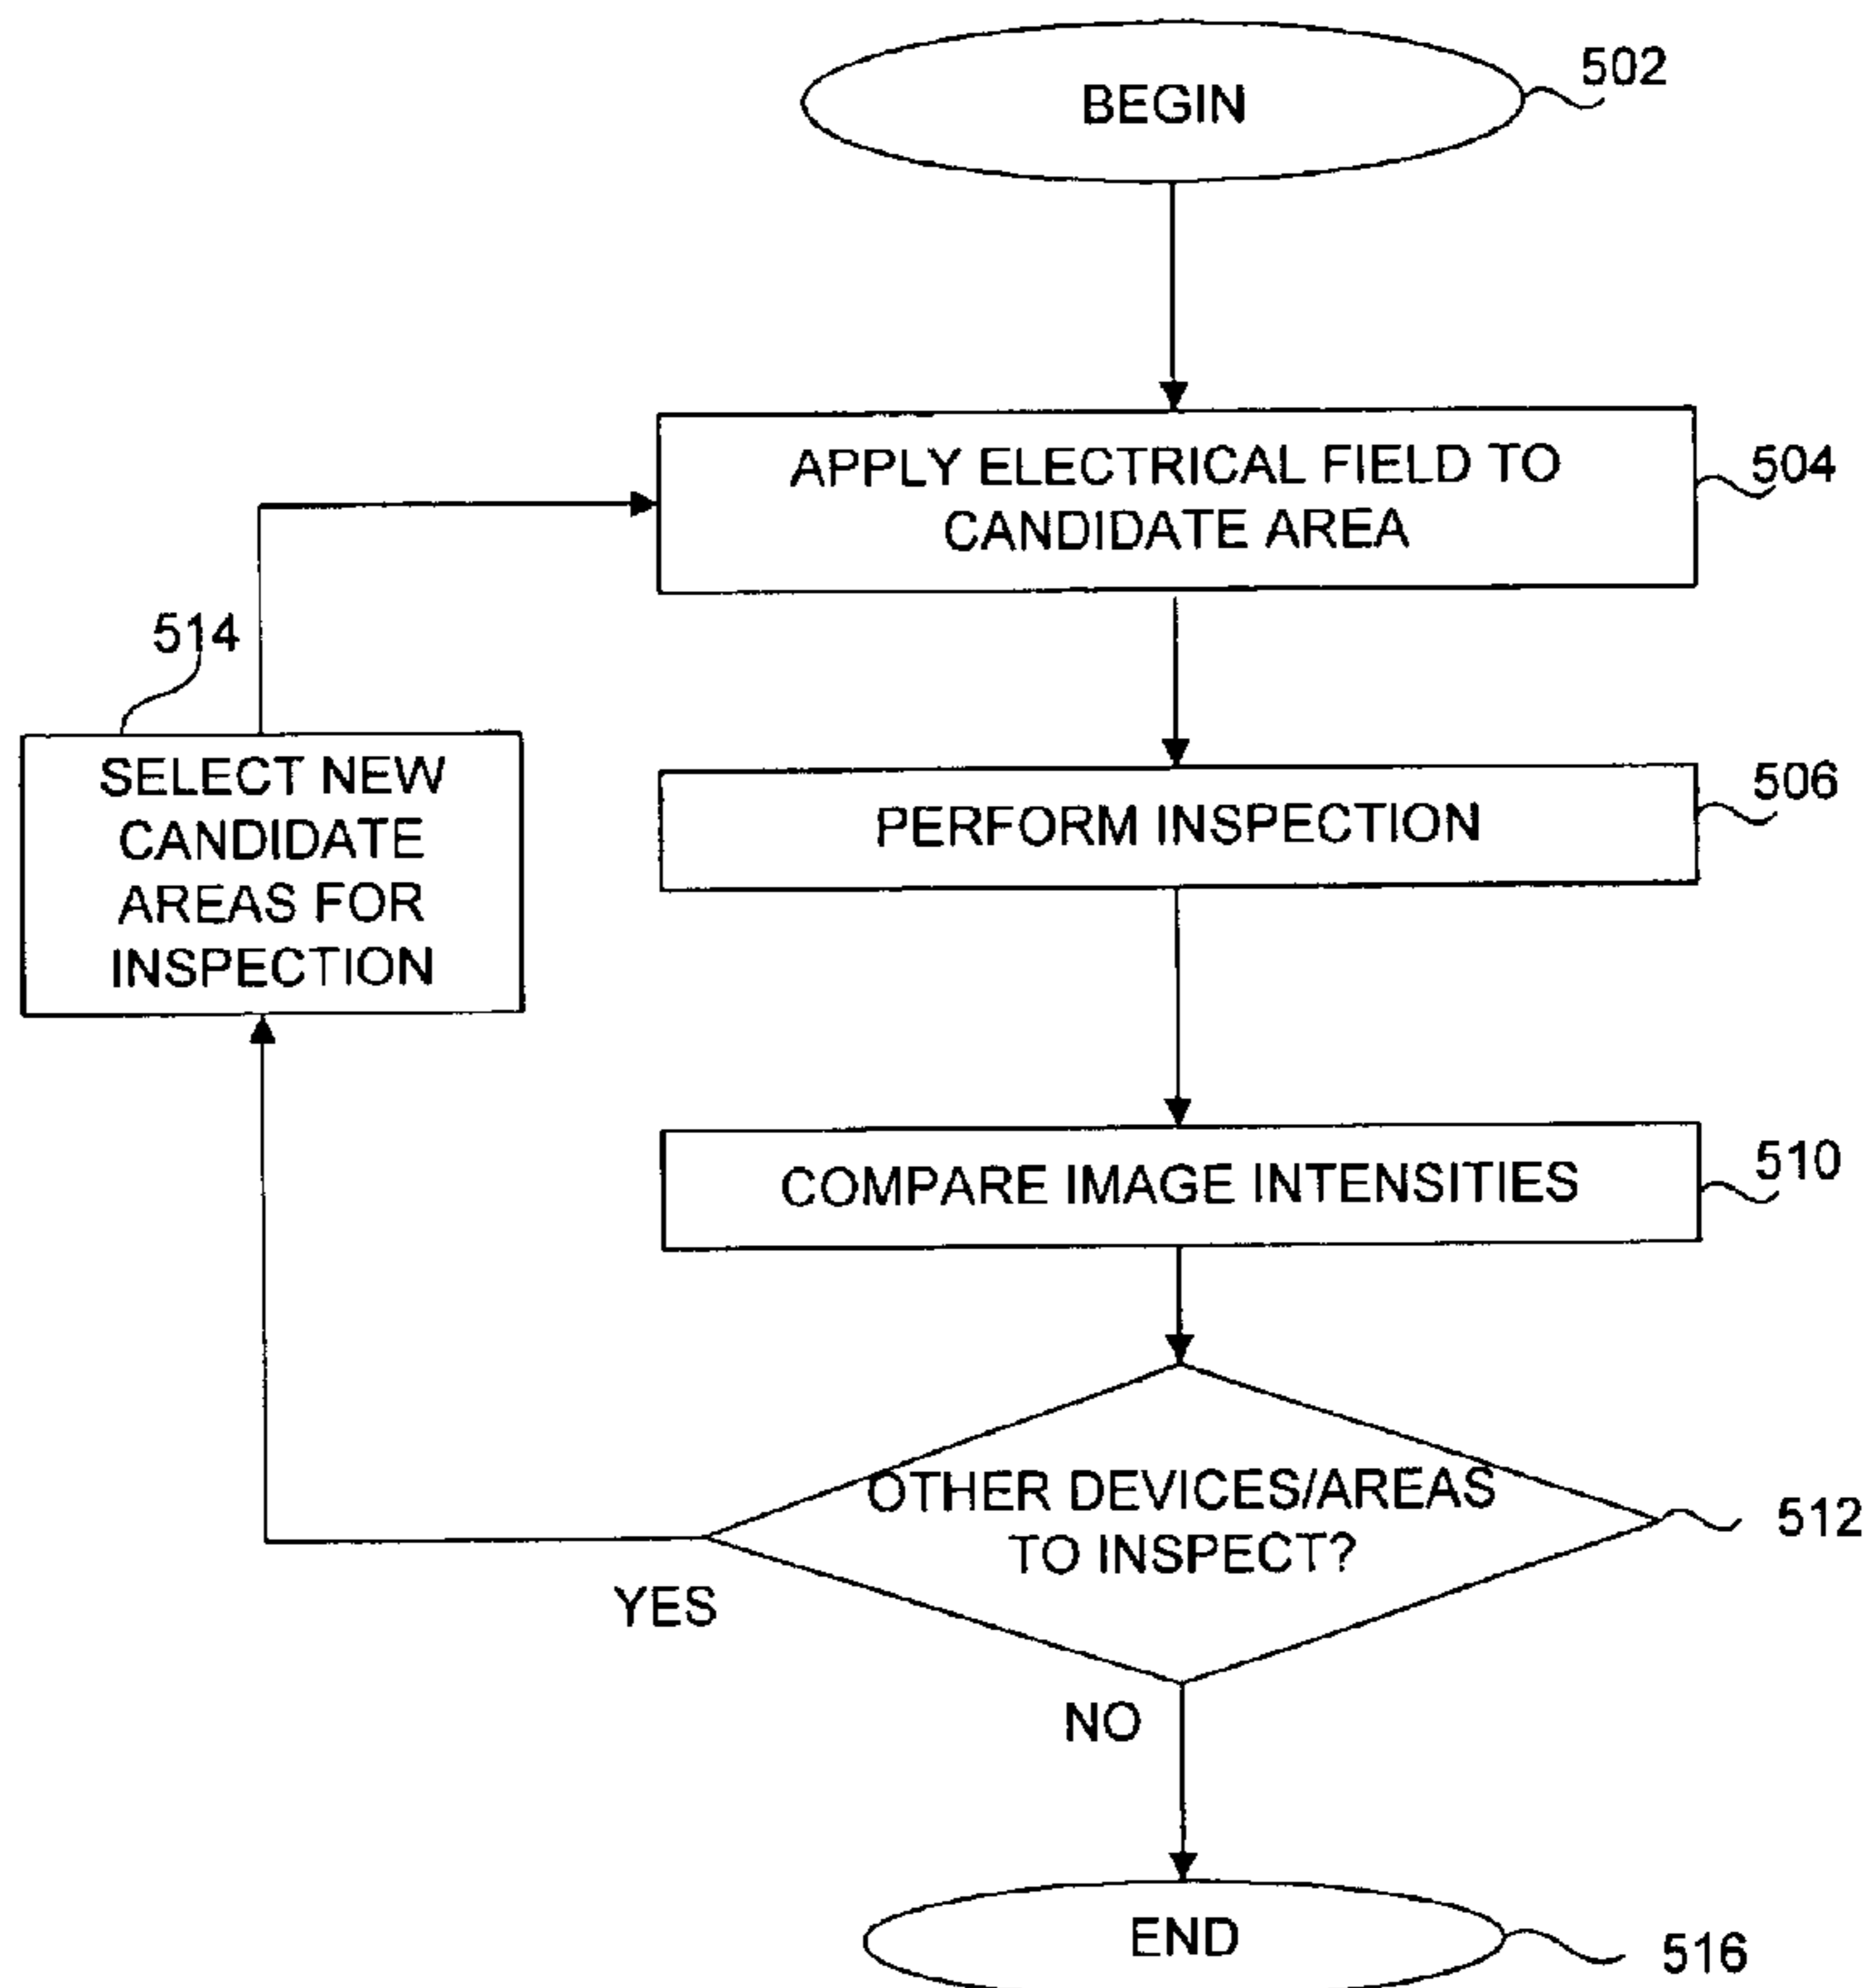 BEGIN
502
APPLY ELECTRICAL FIELD TO
CANDIDATE AREA
504
514
SELECT NEW
CANDIDATE
AREAS FOR
INSPECTION
PERFORM INSPECTION
506
COMPARE IMAGE INTENSITIES
510
OTHER DEVICES/AREAS
TO INSPECT?
512
YES
NO
END
516